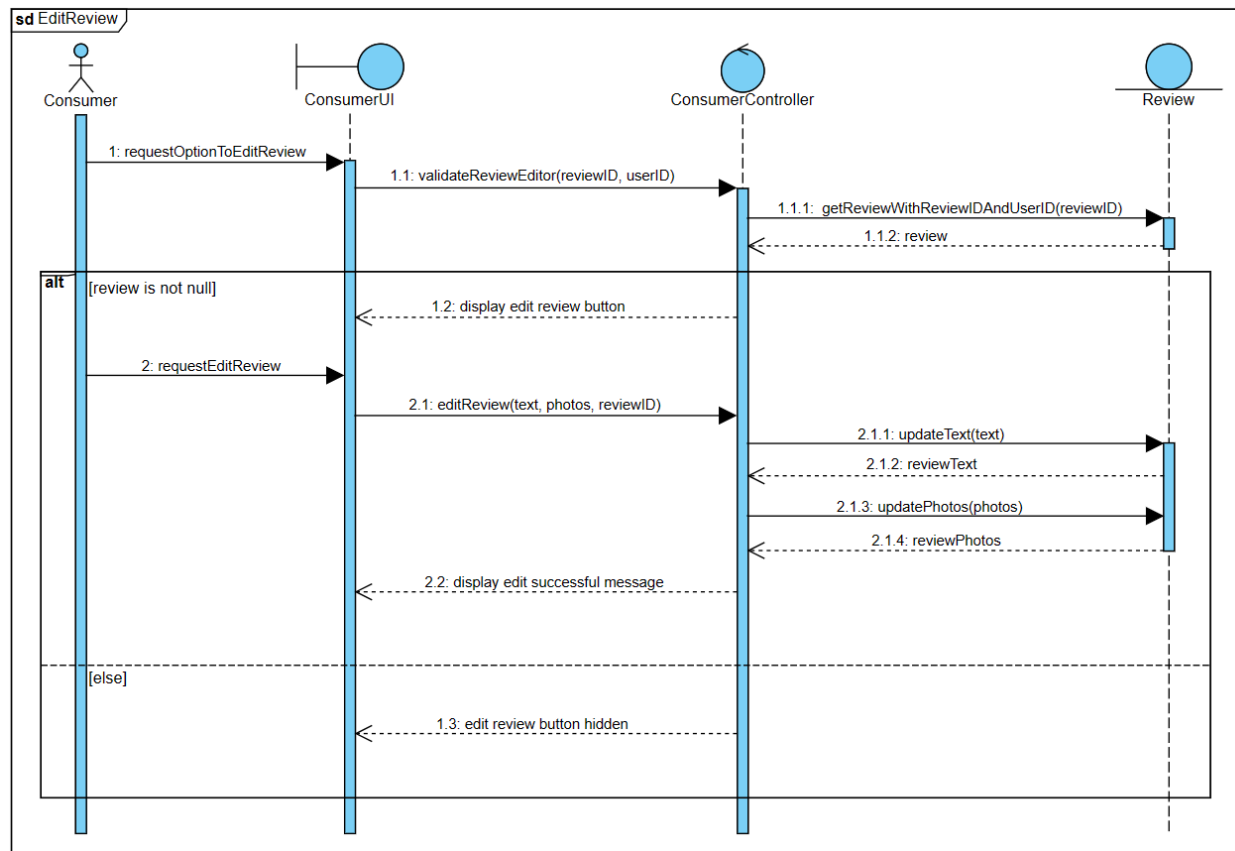 sd EditReview
Consumer
ConsumerUI
ConsumerController
Review
1: requestOptionToEditReview
1.1: validateReviewEditor(reviewID, userID)
1.1.1: getReviewWithReviewIDAndUserID(reviewID)
1.1.2: review
alt
[review is not null]
1.2: display edit review button
2: requestEditReview
2.1: editReview(text, photos, reviewID)
2.1.1: updateText(text)
2.1.2: reviewText
2.1.3: updatePhotos(photos)
2.1.4: reviewPhotos
2.2: display edit successful message
[else]
1.3: edit review button hidden